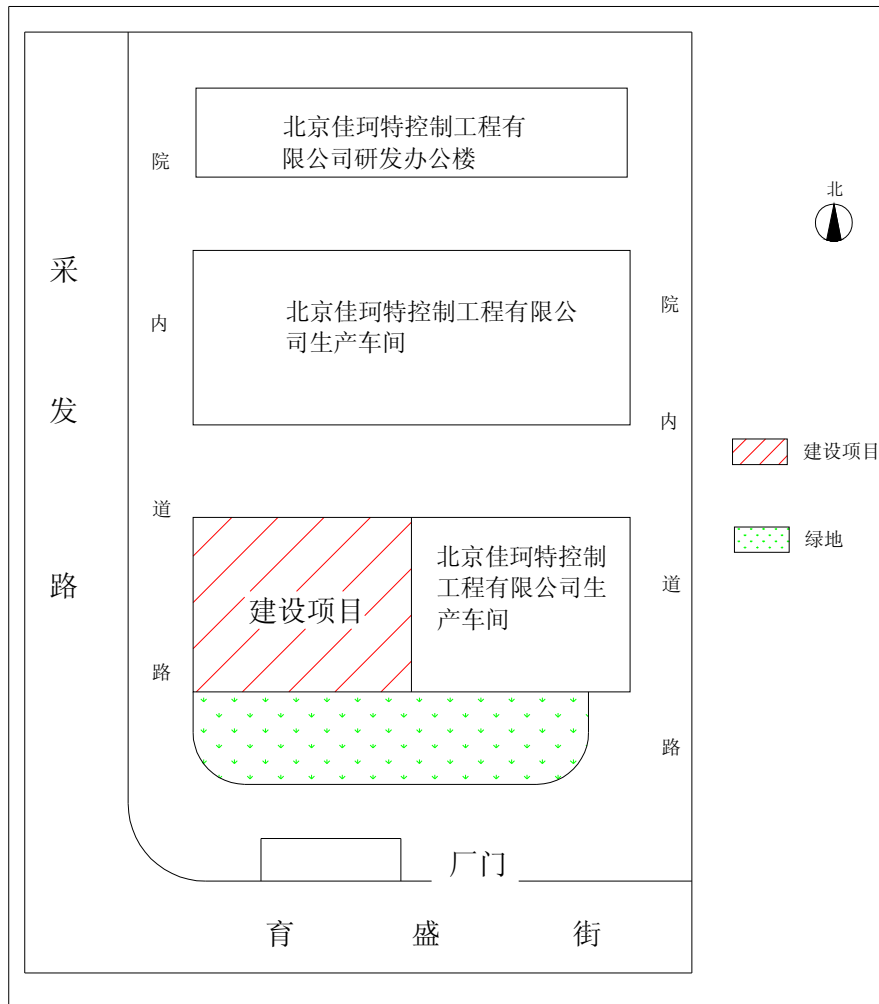 北京佳珂特控制工程有
限公司研发办公楼
北
采发路
院内道路
院内道路
北京佳珂特控制工程有限公
司生产车间
建设项目
北京佳珂特控制
工程有限公司生
产车间
建设项目
绿地
厂门
育盛街